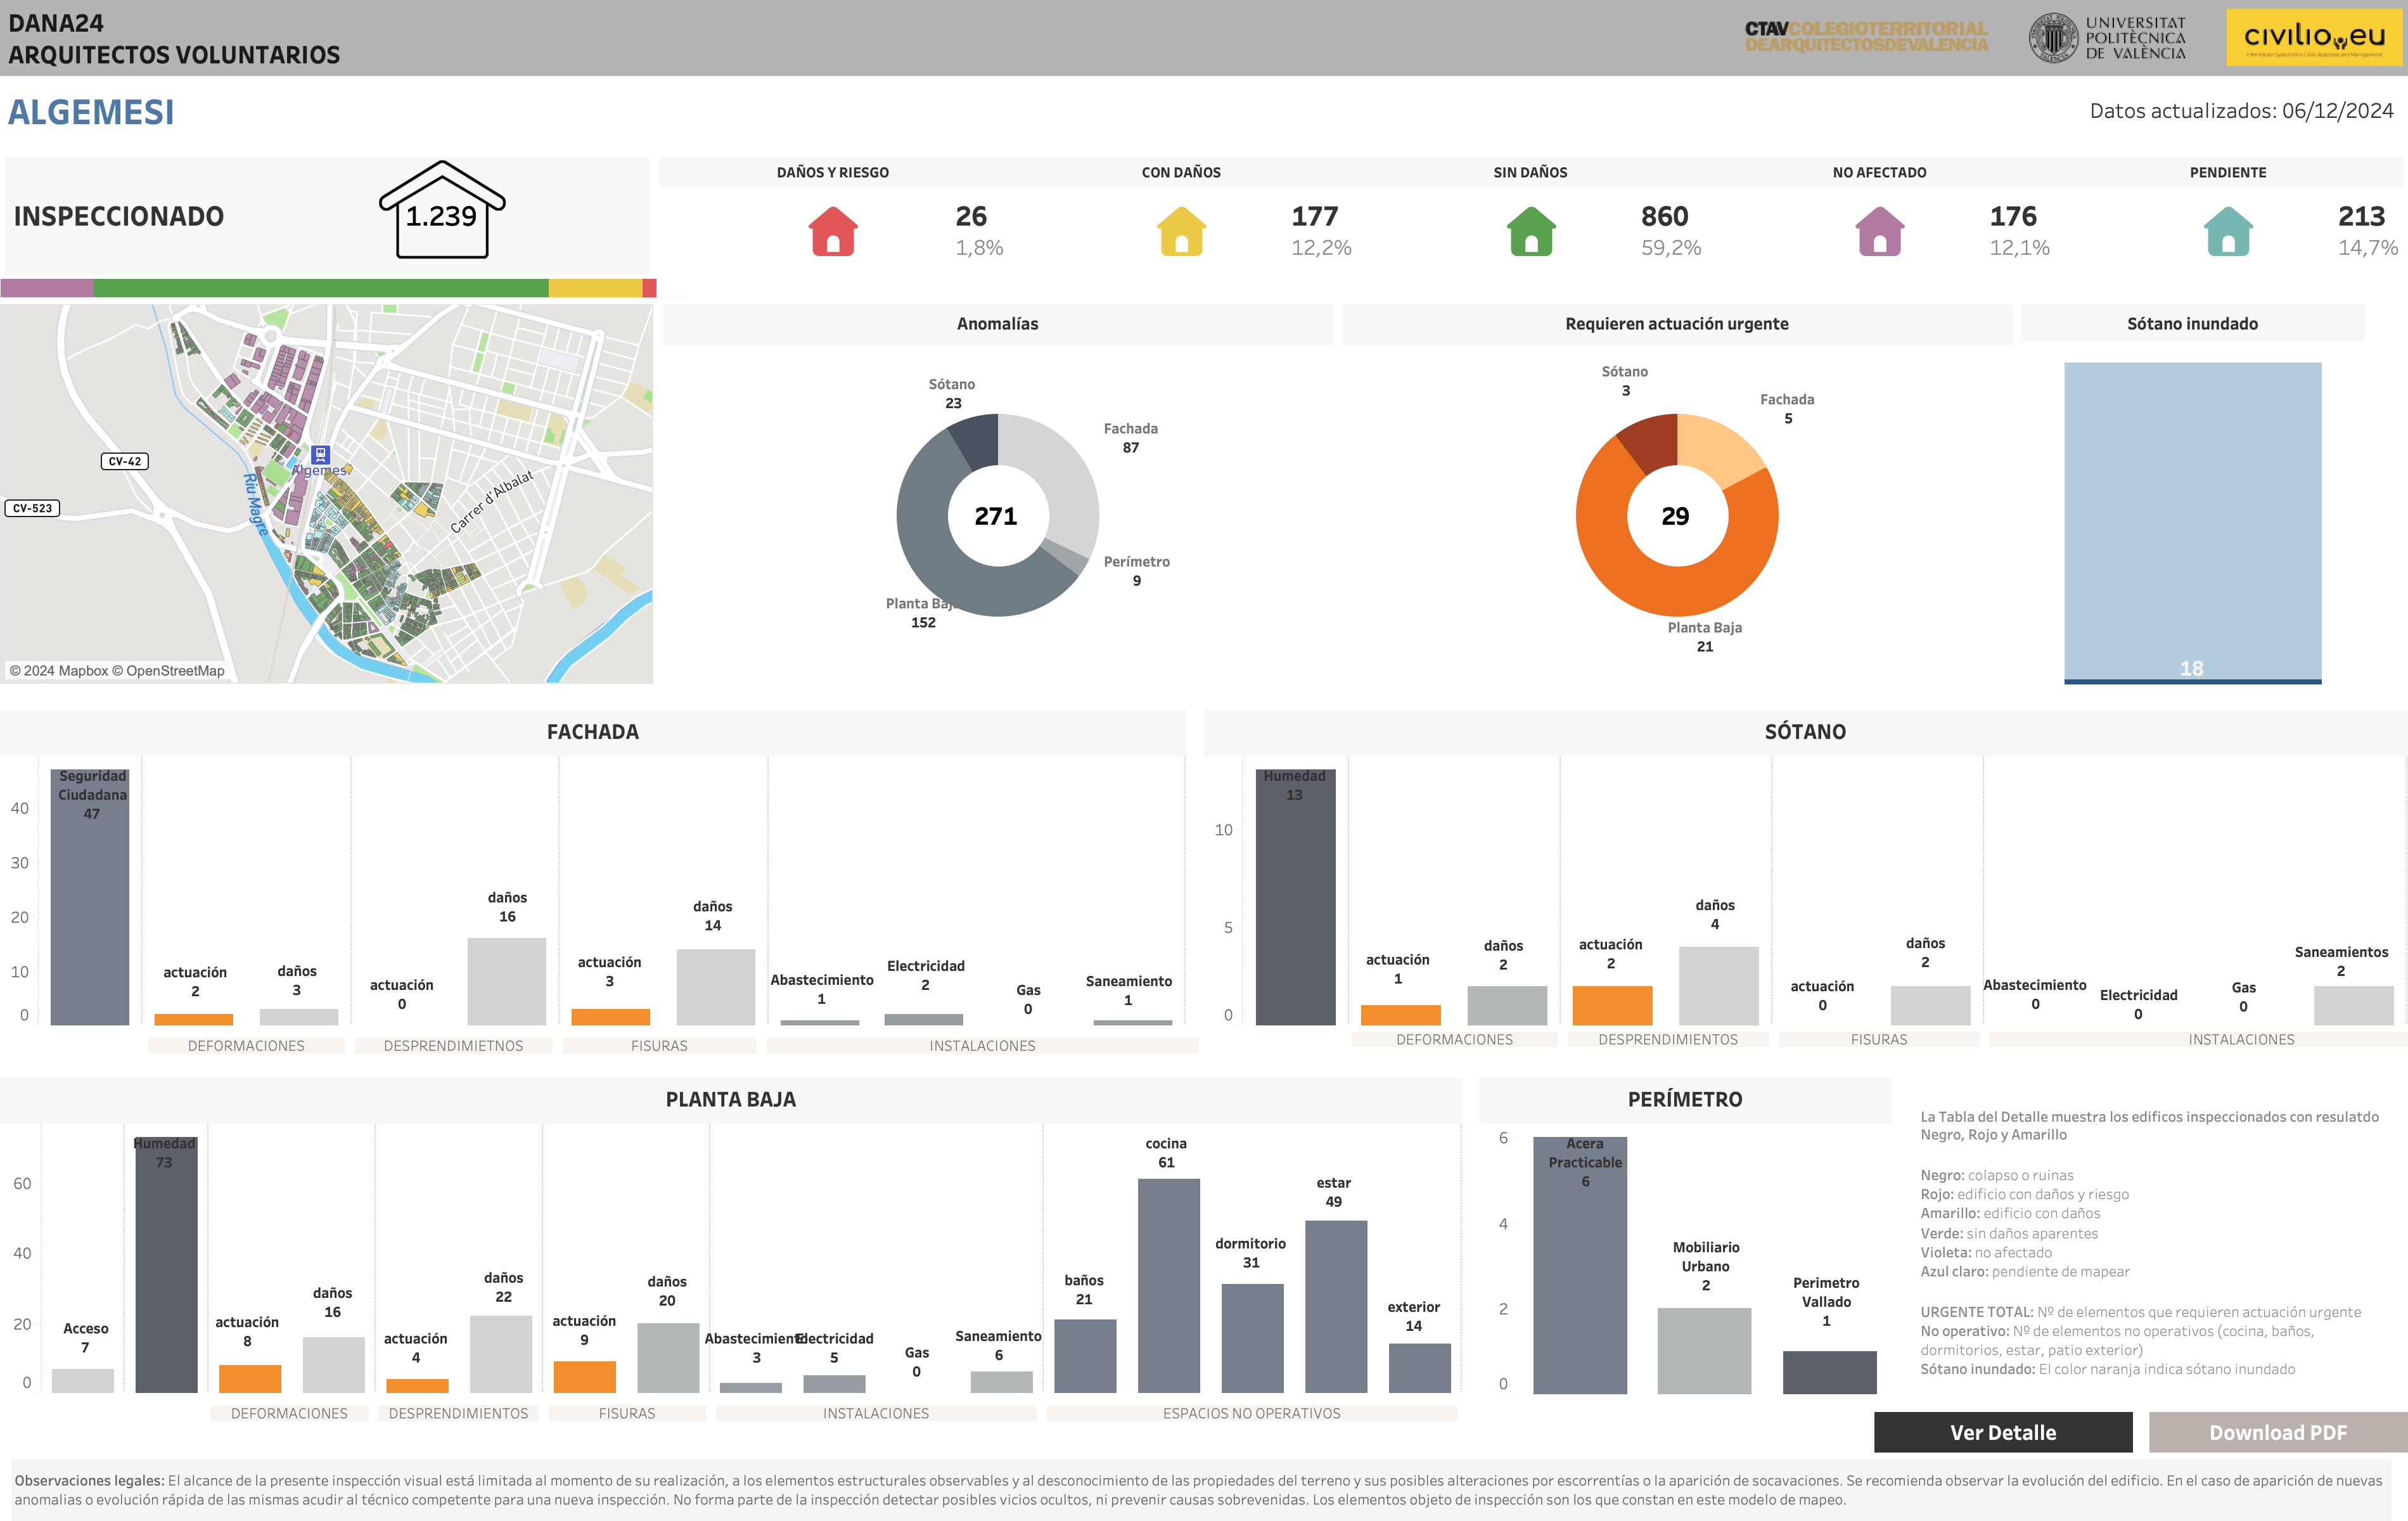 DANA24
ARQUITECTOS VOLUNTARIOS
CTAVCOLEGIOTERRITORIAL
DEARQUITECTOSDEVALENCIA
UNIVERSITAT
POLITÈCNICA
DE VALÈNCIA
civilio.eu
Information Systems for Crisis Response and Management
ALGEMESI
Datos actualizados: 06/12/2024
INSPECCIONADO
1.239
DAÑOS Y RIESGO
26
1,8%
CON DAÑOS
177
12,2%
SIN DAÑOS
860
59,2%
NO AFECTADO
176
12,1%
PENDIENTE
213
14,7%
CV-42
CV-523
Algemesí
Riu Magre
Carrer d'Albalat
© 2024 Mapbox © OpenStreetMap
Anomalías
Sótano
23
Fachada
87
271
Perímetro
9
Planta Baja
152
Requieren actuación urgente
Sótano
3
Fachada
5
29
Planta Baja
21
Sótano inundado
18
FACHADA
40
30
20
10
0
Seguridad
Ciudadana
47
actuación
2
daños
3
actuación
0
daños
16
actuación
3
daños
14
Abastecimiento
1
Electricidad
2
Gas
0
Saneamiento
1
DEFORMACIONES
DESPRENDIMIETNOS
FISURAS
INSTALACIONES
SÓTANO
10
5
0
Humedad
13
actuación
1
daños
2
actuación
2
daños
4
actuación
0
daños
2
Abastecimiento
0
Electricidad
0
Gas
0
Saneamientos
2
DEFORMACIONES
DESPRENDIMIENTOS
FISURAS
INSTALACIONES
PLANTA BAJA
60
40
20
0
Acceso
7
Humedad
73
actuación
8
daños
16
actuación
4
daños
22
actuación
9
daños
20
Abastecimiento
3
Electricidad
5
Gas
0
Saneamiento
6
baños
21
cocina
61
dormitorio
31
estar
49
exterior
14
DEFORMACIONES
DESPRENDIMIENTOS
FISURAS
INSTALACIONES
ESPACIOS NO OPERATIVOS
PERÍMETRO
6
4
2
0
Acera
Practicable
6
Mobiliario
Urbano
2
Perimetro
Vallado
1
La Tabla del Detalle muestra los edificos inspeccionados con resulatdo
Negro, Rojo y Amarillo
Negro: colapso o ruinas
Rojo: edificio con daños y riesgo
Amarillo: edificio con daños
Verde: sin daños aparentes
Violeta: no afectado
Azul claro: pendiente de mapear
URGENTE TOTAL: Nº de elementos que requieren actuación urgente
No operativo: Nº de elementos no operativos (cocina, baños,
dormitorios, estar, patio exterior)
Sótano inundado: El color naranja indica sótano inundado
Ver Detalle
Download PDF
Observaciones legales: El alcance de la presente inspección visual está limitada al momento de su realización, a los elementos estructurales observables y al desconocimiento de las propiedades del terreno y sus posibles alteraciones por escorrentías o la aparición de socavaciones. Se recomienda observar la evolución del edificio. En el caso de aparición de nuevas
anomalias o evolución rápida de las mismas acudir al técnico competente para una nueva inspección. No forma parte de la inspección detectar posibles vicios ocultos, ni prevenir causas sobrevenidas. Los elementos objeto de inspección son los que constan en este modelo de mapeo.